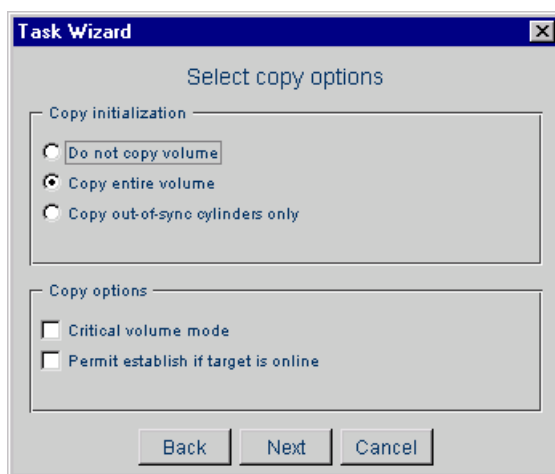 Task Wizard
Select copy options
Copy initialization
Do not copy volume
Copy entire volume
Copy out-of-sync cylinders only
Copy options
Critical volume mode
Permit establish if target is online
Back Next Cancel